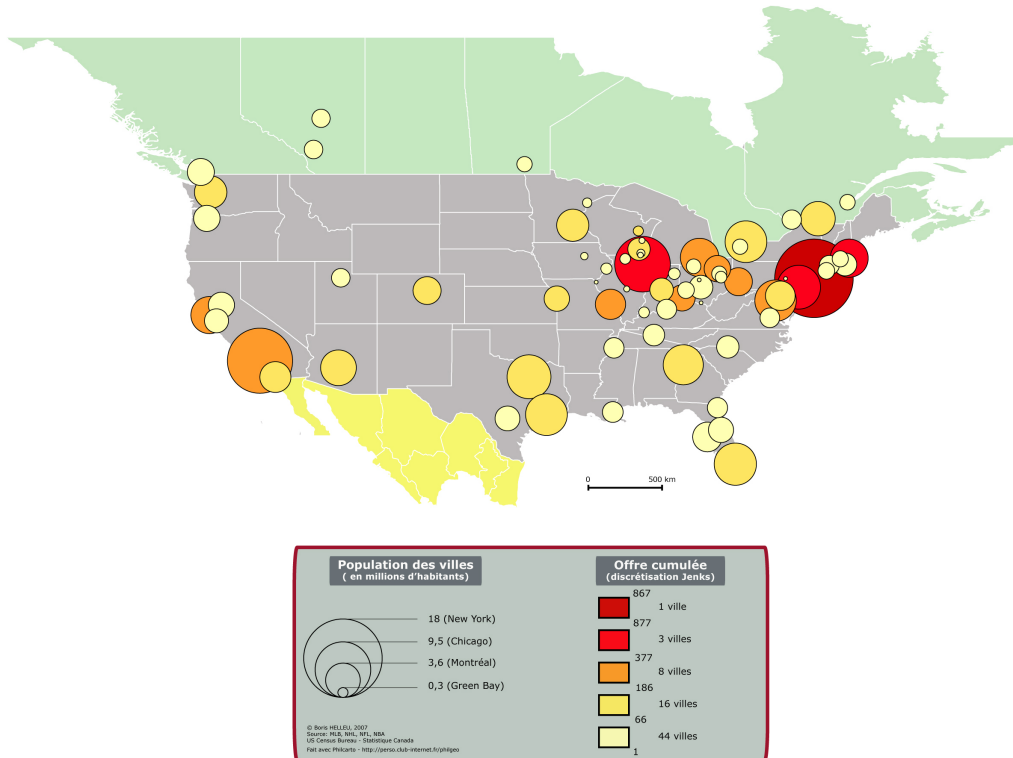 0 500 km
Population des villes
( en millions d'habitants)
18 (New York)
9,5 (Chicago)
3,6 (Montréal)
0,3 (Green Bay)
© Boris HELLEU, 2007
Source: MLB, NHL, NFL, NBA
US Census Bureau - Statistique Canada
Fait avec Philcarto - http://perso.club-internet.fr/philgeo
Offre cumulée
(discrétisation Jenks)
867
1 ville
877
3 villes
377
8 villes
186
16 villes
66
44 villes
1